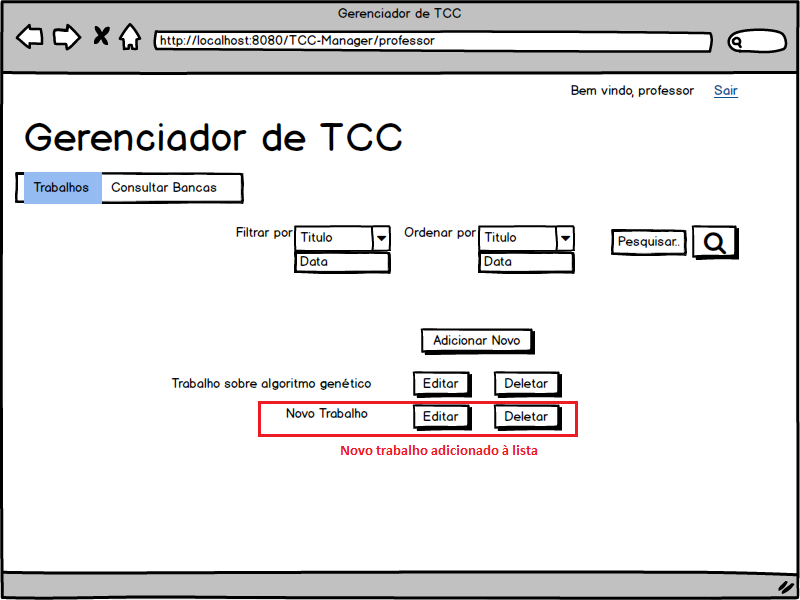 Gerenciador de TCC
http://localhost:8080/TCC-Manager/professor
Bem vindo, professor Sair
Gerenciador de TCC
Trabalhos Consultar Bancas
Filtrar por Titulo Ordenar por Titulo Pesquisar..
Data Data
Adicionar Novo
Trabalho sobre algoritmo genético Editar Deletar
Novo Trabalho Editar Deletar
Novo trabalho adicionado à lista